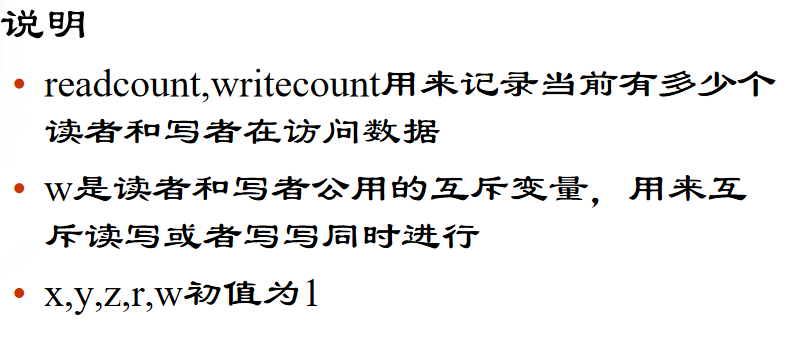 说明
• readcount,writecount用来记录当前有多少个
读者和写者在访问数据
• w是读者和写者公用的互斥变量，用来互
斥读写或者写写同时进行
• x,y,z,r,w初值为1